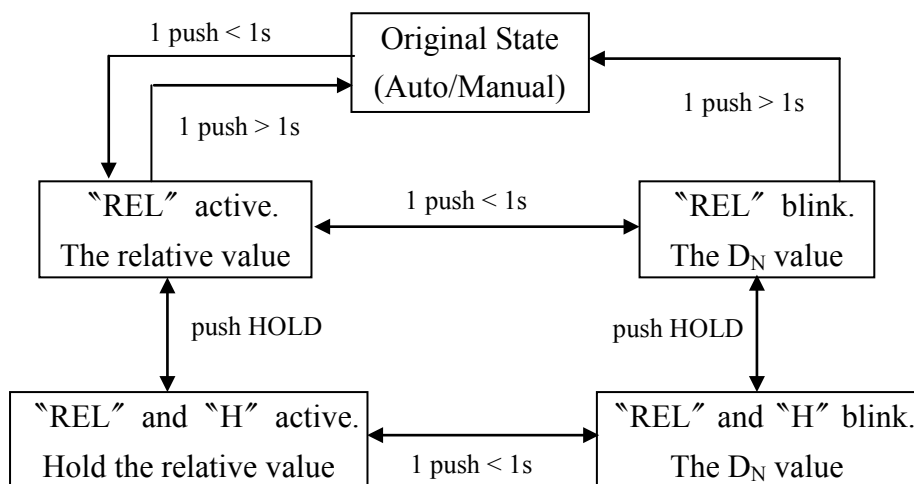 1 push < 1s
Original State
(Auto/Manual)
1 push > 1s
1 push > 1s
〝REL〞 active.
The relative value
1 push < 1s
〝REL〞 blink.
The D_N value
push HOLD
push HOLD
〝REL〞 and 〝H〞 active.
Hold the relative value
1 push < 1s
〝REL〞 and 〝H〞 blink.
The D_N value